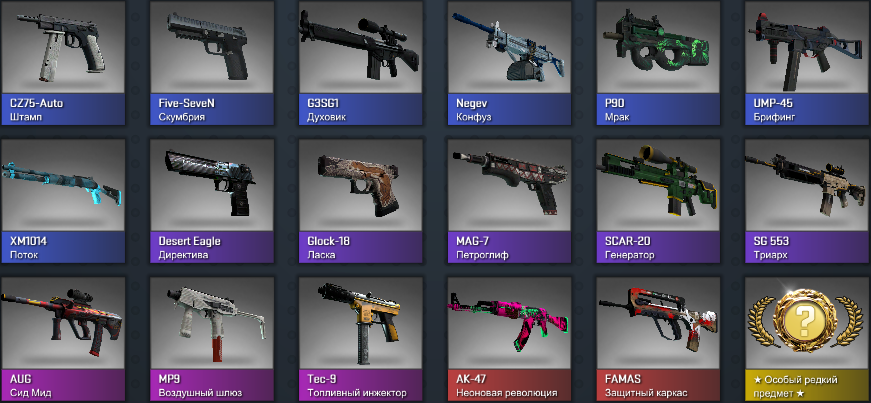 CZ75-Auto
Штамп
Five-SeveN
Скумбрия
G3SG1
Духовик
Negev
Конфуз
P90
Мрак
UMP-45
Брифинг
XM1014
Поток
Desert Eagle
Директива
Glock-18
Ласка
MAG-7
Петроглиф
SCAR-20
Генератор
SG 553
Триарх
AUG
Сид Мид
MP9
Воздушный шлюз
Tec-9
Топливный инжектор
AK-47
Неоновая революция
FAMAS
Защитный каркас
?
★ Особый редкий
предмет ★